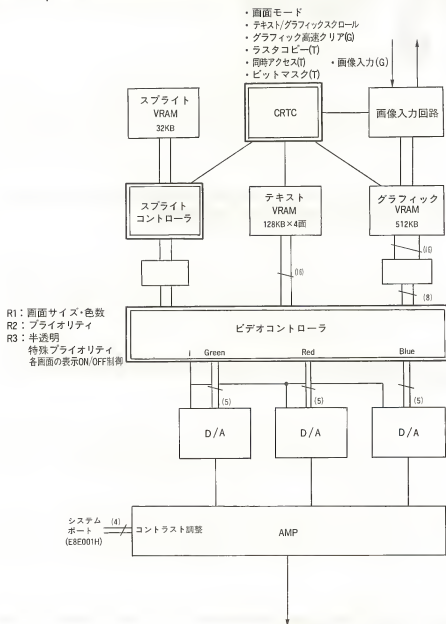 ・画面モード
・テキスト/グラフィックスクロール
・グラフィック高速クリア(G)
・ラスタコピー(T)
・同時アクセス(T)
・画像入力(G)
・ビットマスク(T)
スプライト
VRAM
32KB
CRTC
画像入力回路
スプライト
コントローラ
テキスト
VRAM
128KB×4面
グラフィック
VRAM
512KB
(16)
(16)
(8)
R1：画面サイズ・色数
R2：プライオリティ
R3：半透明
特殊プライオリティ
各画面の表示ON/OFF制御
ビデオコントローラ
I Green Red Blue
(5) (5) (5)
D/A D/A D/A
システム
ポート
(E8E001H)
(4)
コントラスト調整
AMP